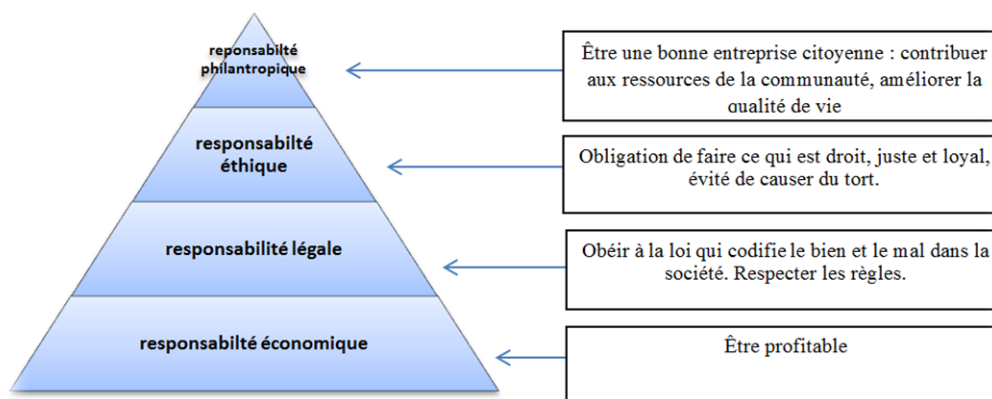 reponsabilté
philantropique
Être une bonne entreprise citoyenne : contribuer
aux ressources de la communauté, améliorer la
qualité de vie
responsabilté
éthique
Obligation de faire ce qui est droit, juste et loyal,
évité de causer du tort.
responsabilité légale
Obéir à la loi qui codifie le bien et le mal dans la
société. Respecter les règles.
responsabilté économique
Être profitable